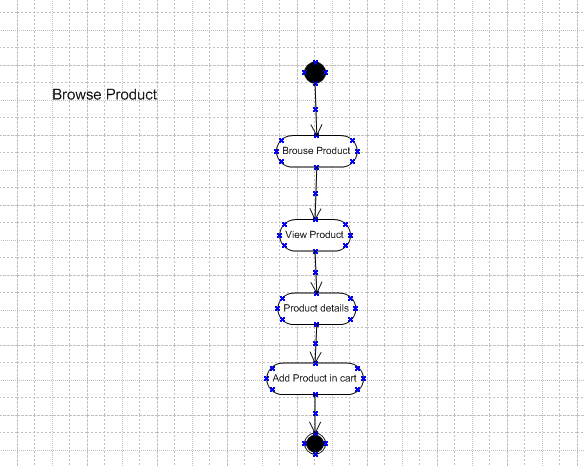 Browse Product
Brouse Product
View Product
Product details
Add Product in cart